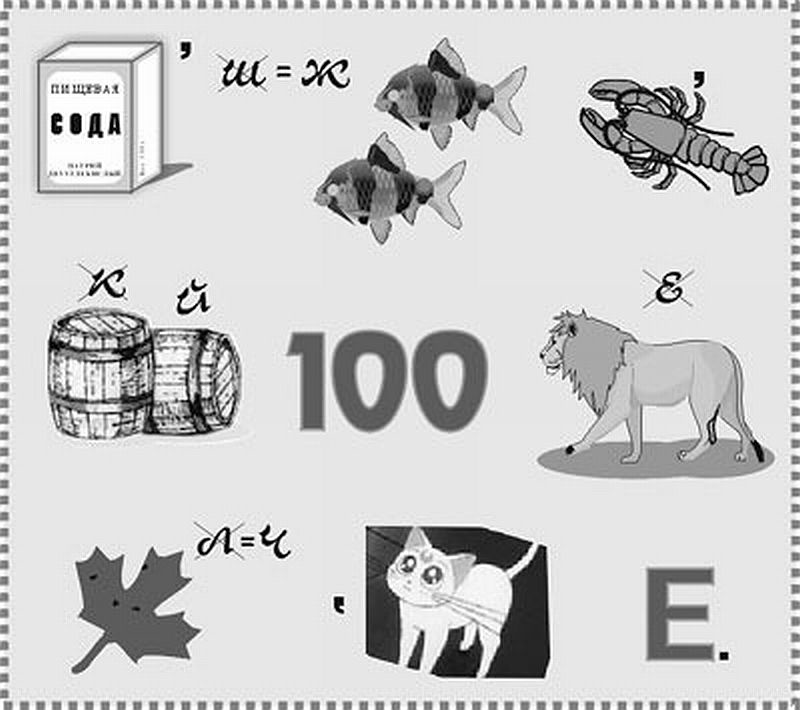 ПИЩЕВАЯ
СОДА
,
Ш = Ж
,
К Й
100
Е
Л = Ч
,
Е.